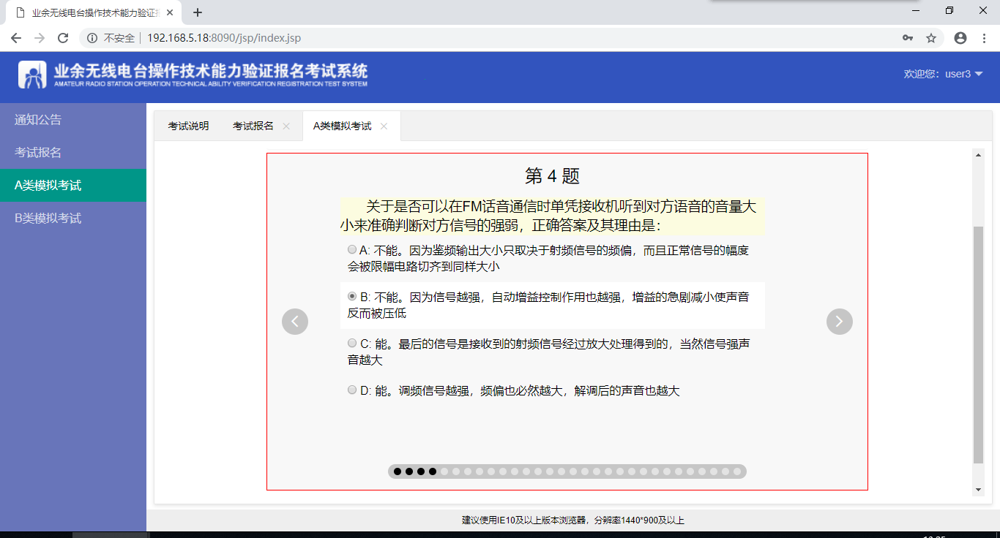 业余无线电台操作技术能力验证报
不安全
192.168.5.18:8090/jsp/index.jsp
业余无线电台操作技术能力验证报名考试系统
AMATEUR RADIO STATION OPERATION TECHNICAL ABILITY VERIFICATION REGISTRATION TEST SYSTEM
欢迎您：user3
通知公告
考试报名
A类模拟考试
B类模拟考试
考试说明 考试报名 A类模拟考试
第 4 题
关于是否可以在FM话音通信时单凭接收机听到对方语音的音量大
小来准确判断对方信号的强弱，正确答案及其理由是：
A: 不能。因为鉴频输出大小只取决于射频信号的频偏，而且正常信号的幅度
会被限幅电路切齐到同样大小
B: 不能。因为信号越强，自动增益控制作用也越强，增益的急剧减小使声音
反而被压低
C: 能。最后的信号是接收到的射频信号经过放大处理得到的，当然信号强声
音越大
D: 能。调频信号越强，频偏也必然越大，解调后的声音也越大
建议使用IE10及以上版本浏览器，分辨率1440*900及以上